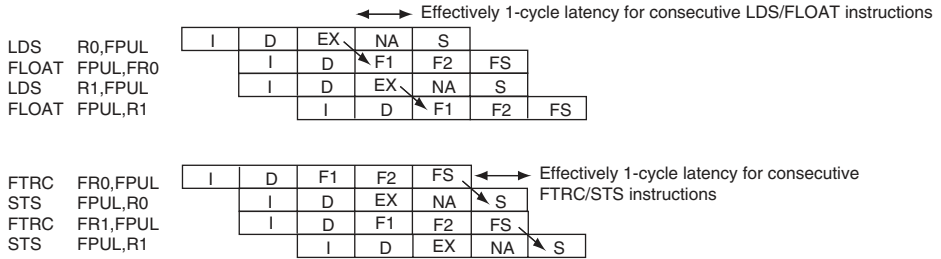 Effectively 1-cycle latency for consecutive LDS/FLOAT instructions
LDS R0,FPUL I D EX NA S
FLOAT FPUL,FR0 I D F1 F2 FS
LDS R1,FPUL I D EX NA S
FLOAT FPUL,R1 I D F1 F2 FS
Effectively 1-cycle latency for consecutive
FTRC/STS instructions
FTRC FR0,FPUL I D F1 F2 FS
STS FPUL,R0 I D EX NA S
FTRC FR1,FPUL I D F1 F2 FS
STS FPUL,R1 I D EX NA S